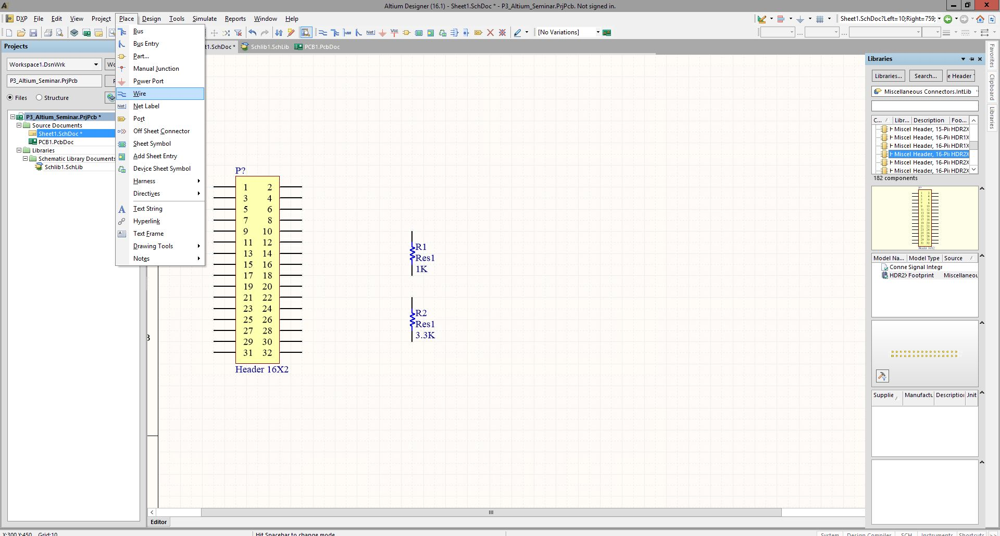 Altium Designer (16.1) - Sheet1.SchDoc * - P3_Altium_Seminar.PrjPcb. Not signed in.
DXP File Edit View Project Place Design Tools Simulate Reports Window Help
Sheet1.SchDoc?Left=10;Right=759;
[No Variations]
Projects
t1.SchDoc * Schlib1.SchLib PCB1.PcbDoc
Workspace1.DsnWrk
P3_Altium_Seminar.PrjPcb
Files Structure
P3_Altium_Seminar.PrjPcb *
Source Documents
Sheet1.SchDoc *
PCB1.PcbDoc
Libraries
Schematic Library Documents
Schlib1.SchLib
Bus
Bus Entry
Part...
Manual Junction
Power Port
Wire
Net Label
Port
Off Sheet Connector
Sheet Symbol
Add Sheet Entry
Device Sheet Symbol
Harness
Directives
Text String
Hyperlink
Text Frame
Drawing Tools
Notes
P?
1 2
3 4
5 6
7 8
9 10
11 12
13 14
15 16
17 18
19 20
21 22
23 24
25 26
27 28
29 30
31 32
Header 16X2
R1
Res1
1K
R2
Res1
3.3K
B
Libraries
Libraries... Search... e Header
Miscellaneous Connectors.IntLib
C... Libr... Description Foo...
Miscel Header, 15-Pi HDR2X
Miscel Header, 16-Pi HDR1X
Miscel Header, 16-Pi HDR1X
Miscel Header, 16-Pi HDR2X
Miscel Header, 16-Pi HDR2X
Miscel Header, 16-Pi HDR2X
182 components
Header 16X2
Model Na... Model Type Source
Conne Signal Integr
HDR2X Footprint Miscellaneou
Supplie Manufactu Description Unit
Favorites
Clipboard
Libraries
Editor
X:300 Y:450 Grid:10 Hit Spacebar to change mode
System Design Compiler SCH Instruments Shortcuts >>